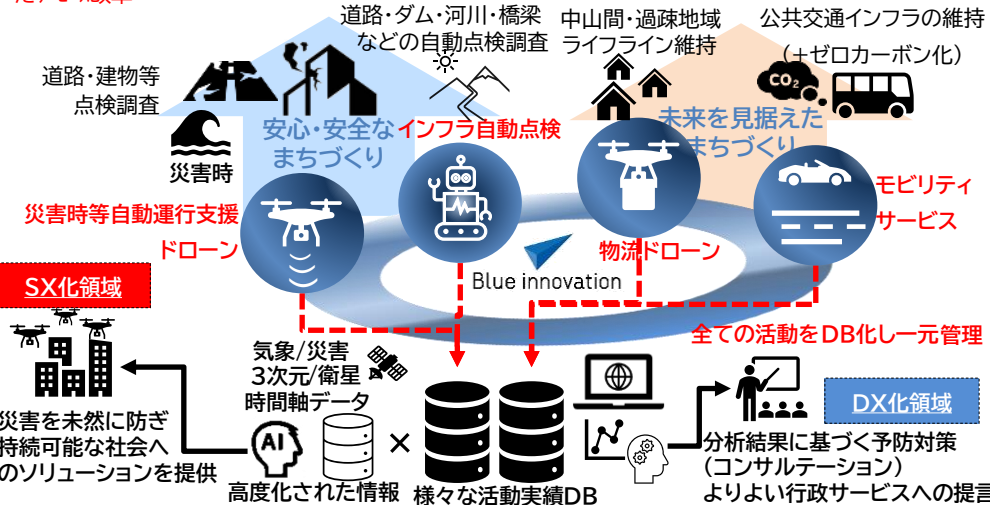 道路・ダム・河川・橋梁
などの自動点検調査
中山間・過疎地域
ライフライン維持
公共交通インフラの維持
(+ゼロカーボン化)
道路・建物等
点検調査
CO2
災害時
安心・安全な
まちづくり
インフラ自動点検
未来を見据えた
まちづくり
災害時等自動運行支援
ドローン
物流ドローン
モビリティ
サービス
Blue innovation
SX化領域
全ての活動をDB化し一元管理
気象/災害
3次元/衛星
時間軸データ
DX化領域
災害を未然に防ぎ
持続可能な社会へ
のソリューションを提供
AI
×
高度化された情報
様々な活動実績DB
分析結果に基づく予防対策
(コンサルテーション)
よりよい行政サービスへの提言